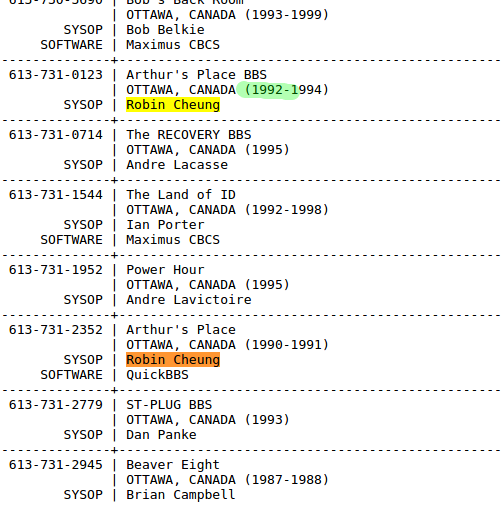 613-730-3090 | Bob's Back Room
| OTTAWA, CANADA (1993-1999)
SYSOP | Bob Belkie
SOFTWARE | Maximus CBCS
613-731-0123 | Arthur's Place BBS
| OTTAWA, CANADA (1992-1994)
SYSOP | Robin Cheung
613-731-0714 | The RECOVERY BBS
| OTTAWA, CANADA (1995)
SYSOP | Andre Lacasse
613-731-1544 | The Land of ID
| OTTAWA, CANADA (1992-1998)
SYSOP | Ian Porter
SOFTWARE | Maximus CBCS
613-731-1952 | Power Hour
| OTTAWA, CANADA (1995)
SYSOP | Andre Lavictoire
613-731-2352 | Arthur's Place
| OTTAWA, CANADA (1990-1991)
SYSOP | Robin Cheung
SOFTWARE | QuickBBS
613-731-2779 | ST-PLUG BBS
| OTTAWA, CANADA (1993)
SYSOP | Dan Panke
613-731-2945 | Beaver Eight
| OTTAWA, CANADA (1987-1988)
SYSOP | Brian Campbell